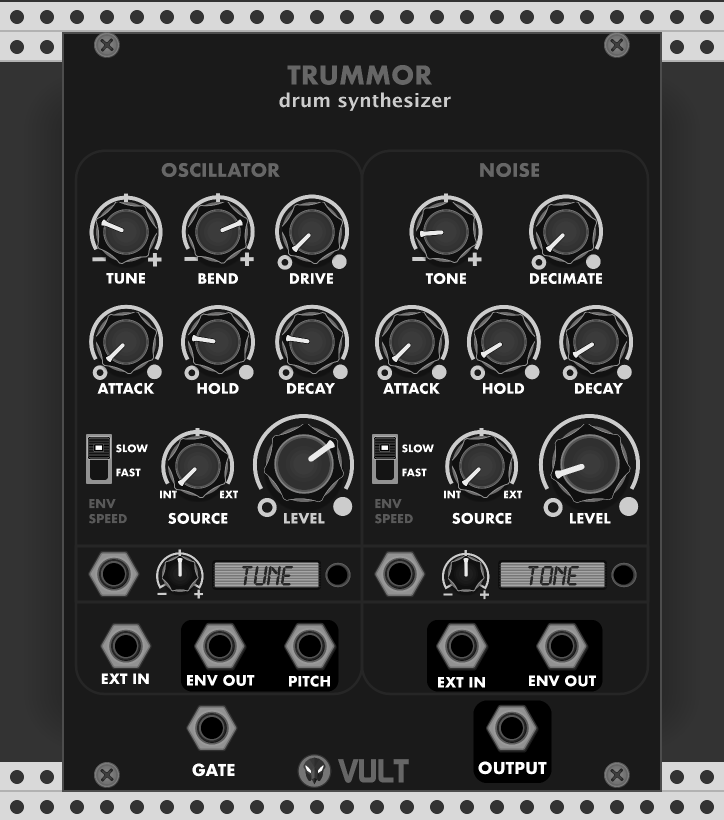 TRUMMOR
drum synthesizer
OSCILLATOR
NOISE
TUNE BEND DRIVE
TONE DECIMATE
ATTACK HOLD DECAY
ATTACK HOLD DECAY
SLOW
FAST
ENV
SPEED
INT EXT
SOURCE
LEVEL
SLOW
FAST
ENV
SPEED
INT EXT
SOURCE
LEVEL
TUNE
TONE
EXT IN ENV OUT PITCH
EXT IN ENV OUT
GATE
VULT
OUTPUT